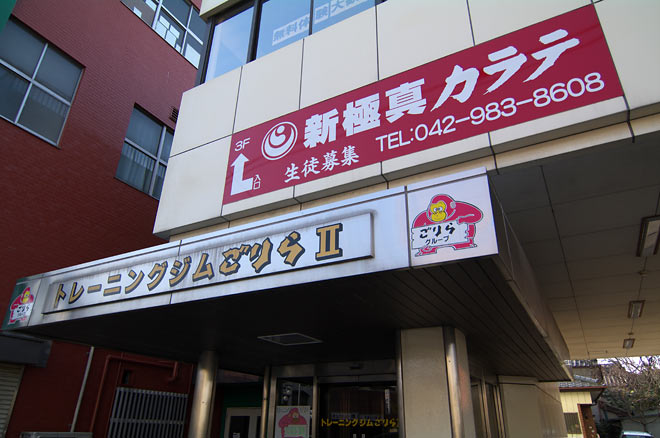 新極真カラテ
3F
入口
生徒募集 TEL:042-983-8608
トレーニングジムごりらⅡ
ごりら
グループ
トレーニングジムごりらⅡ